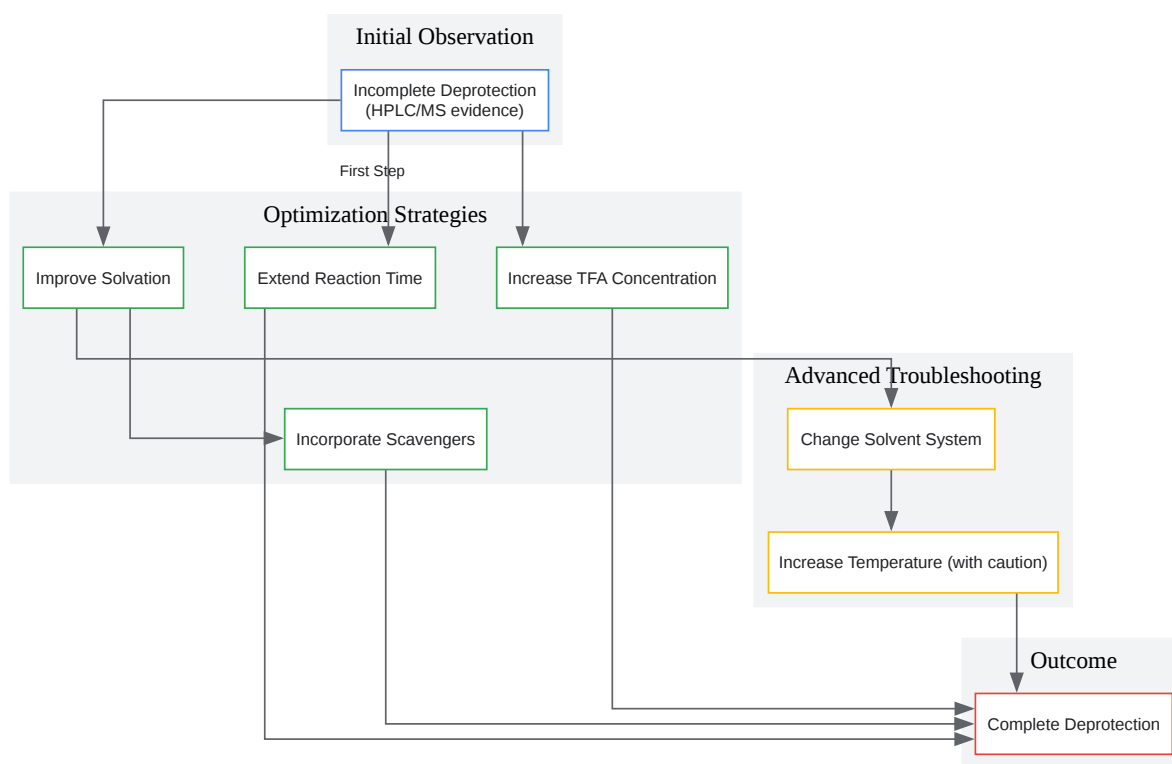 Initial Observation
Incomplete Deprotection
(HPLC/MS evidence)
First Step
Optimization Strategies
Improve Solvation
Extend Reaction Time
Increase TFA Concentration
Advanced Troubleshooting
Incorporate Scavengers
Change Solvent System
Increase Temperature (with caution)
Outcome
Complete Deprotection